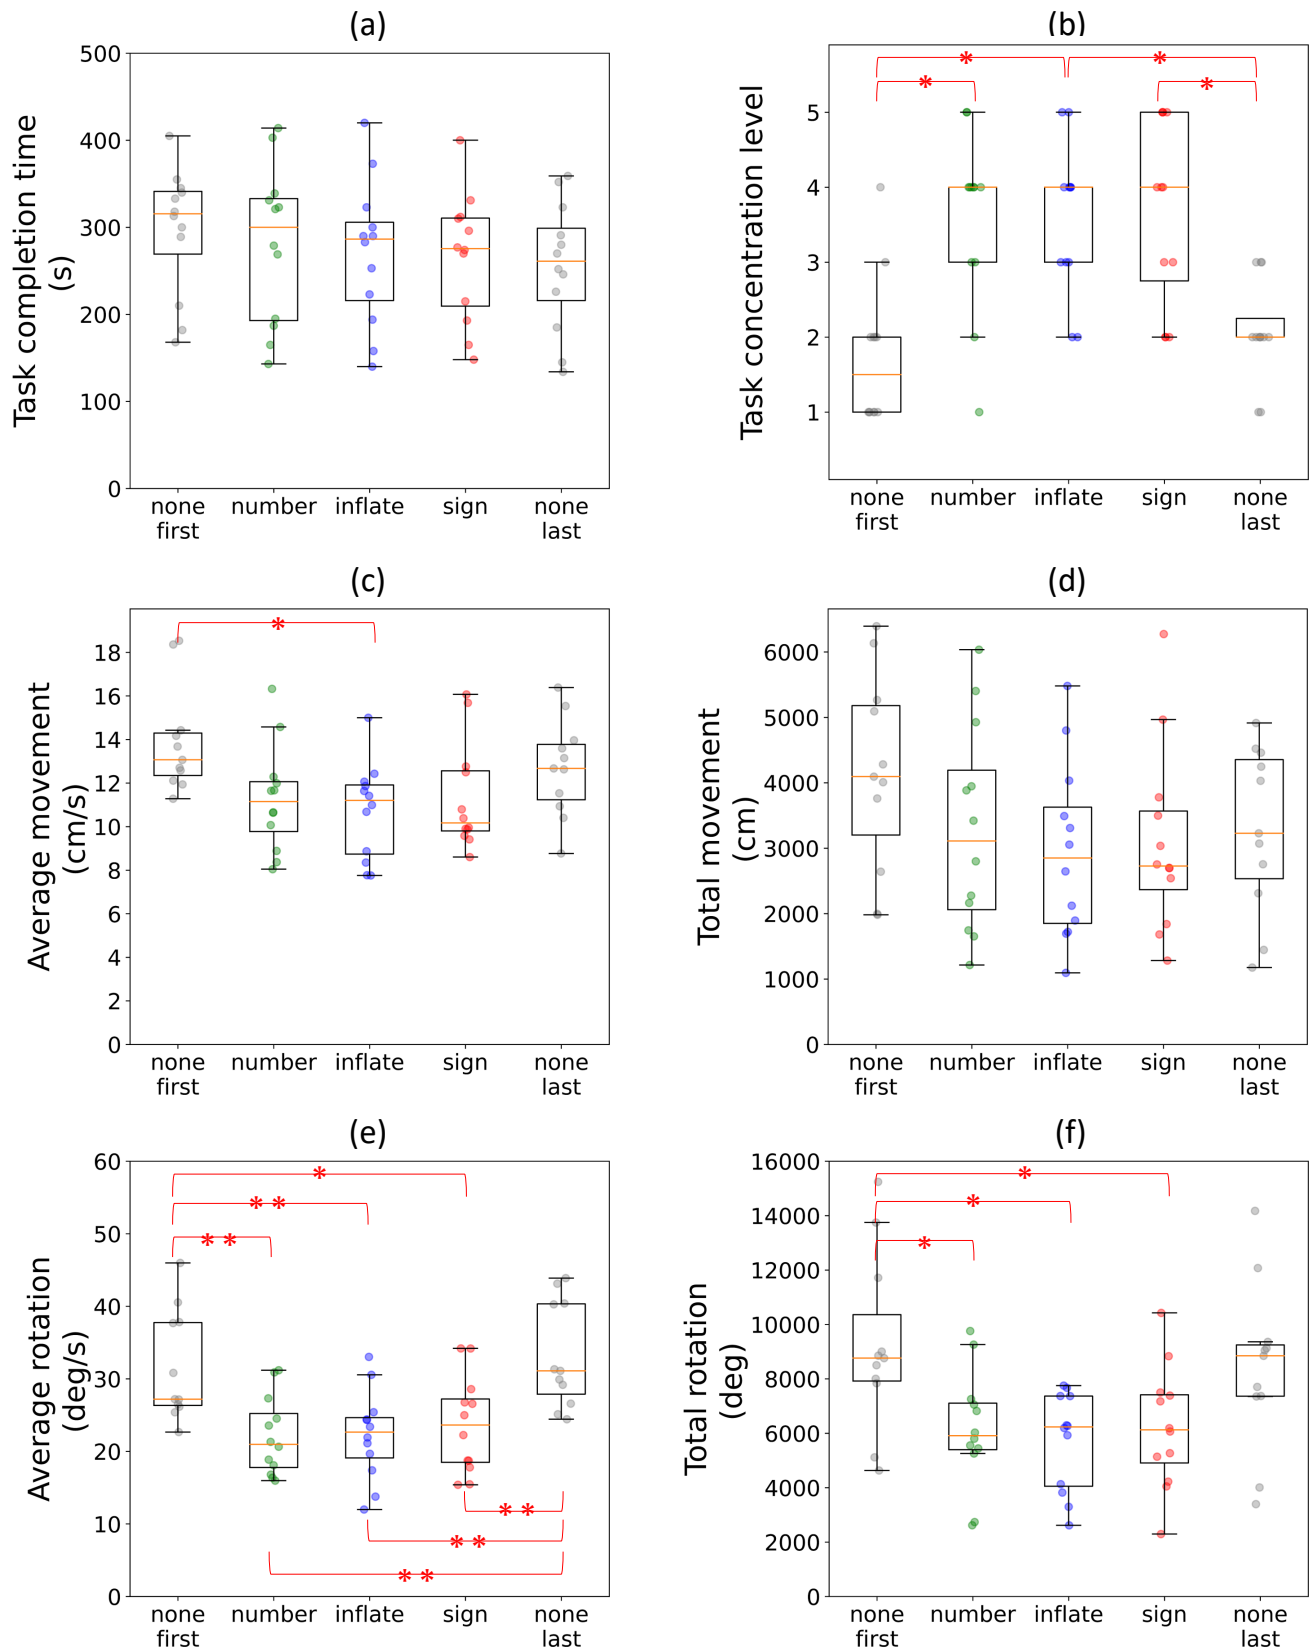 (a)
Task completion time
(s)
500
400
300
200
100
0
none
first
number
inflate
sign
none
last
(b)
Task concentration level
5
4
3
2
1
*
*
*
*
none
first
number
inflate
sign
none
last
(c)
Average movement
(cm/s)
18
16
14
12
10
8
6
4
2
0
*
none
first
number
inflate
sign
none
last
(d)
Total movement
(cm)
6000
5000
4000
3000
2000
1000
0
none
first
number
inflate
sign
none
last
(e)
Average rotation
(deg/s)
60
50
40
30
20
10
0
*
**
**
**
**
**
none
first
number
inflate
sign
none
last
(f)
Total rotation
(deg)
16000
14000
12000
10000
8000
6000
4000
2000
0
*
*
*
none
first
number
inflate
sign
none
last